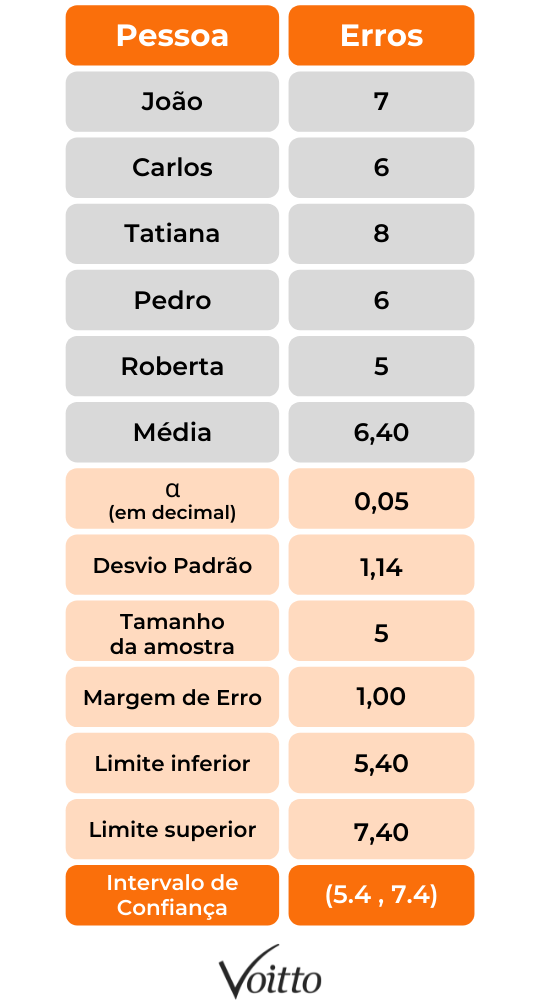 Pessoa Erros
João 7
Carlos 6
Tatiana 8
Pedro 6
Roberta 5
Média 6,40
α
(em decimal) 0,05
Desvio Padrão 1,14
Tamanho
da amostra 5
Margem de Erro 1,00
Limite inferior 5,40
Limite superior 7,40
Intervalo de
Confiança (5.4 , 7.4)
Voitto